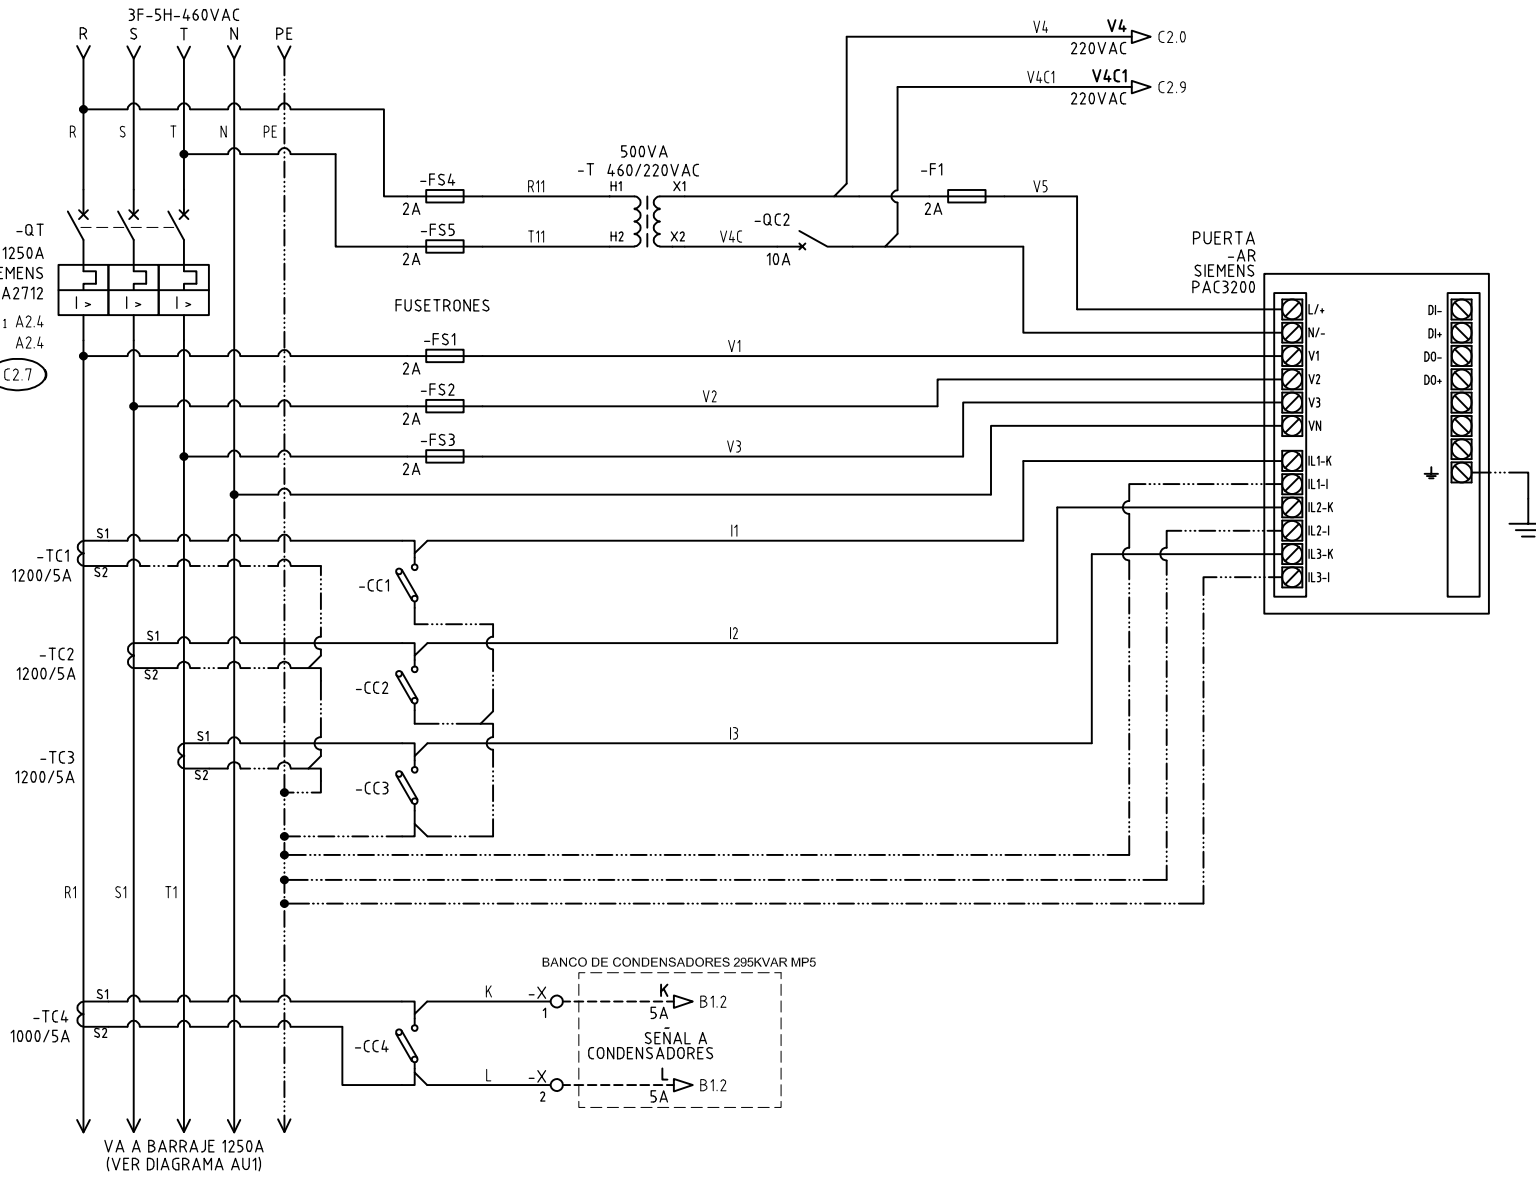 3F-5H-460VAC
R S T N PE
R S T N PE
V4 V4
220VAC C2.0
V4C1 V4C1
220VAC C2.9
500VA
-T 460/220VAC
-FS4 R11 H1 X1 -F1 V5
2A 2A
-FS5 T11 H2 X2 V4C -QC2
2A 10A
-QT
1250A
EMENS
A2712
1 A2.4
A2.4
C2.7
I > I > I >
FUSETRONES
-FS1 V1
2A
-FS2 V2
2A
-FS3 V3
2A
PUERTA
-AR
SIEMENS
PAC3200
L/+ DI-
N/- DI+
V1 DO-
V2 DO+
V3
VN
IL1-K
IL1-I
IL2-K
IL2-I
IL3-K
IL3-I
S1 I1
-TC1
1200/5A S2
-CC1
S1 I2
-TC2
1200/5A S2
-CC2
S1 I3
-TC3
1200/5A S2
-CC3
R1 S1 T1
BANCO DE CONDENSADORES 295KVAR MP5
S1 K -X K B1.2
1 5A
-TC4
1000/5A S2
-CC4
SEÑAL A
CONDENSADORES
L -X L B1.2
2 5A
VA A BARRAJE 1250A
(VER DIAGRAMA AU1)